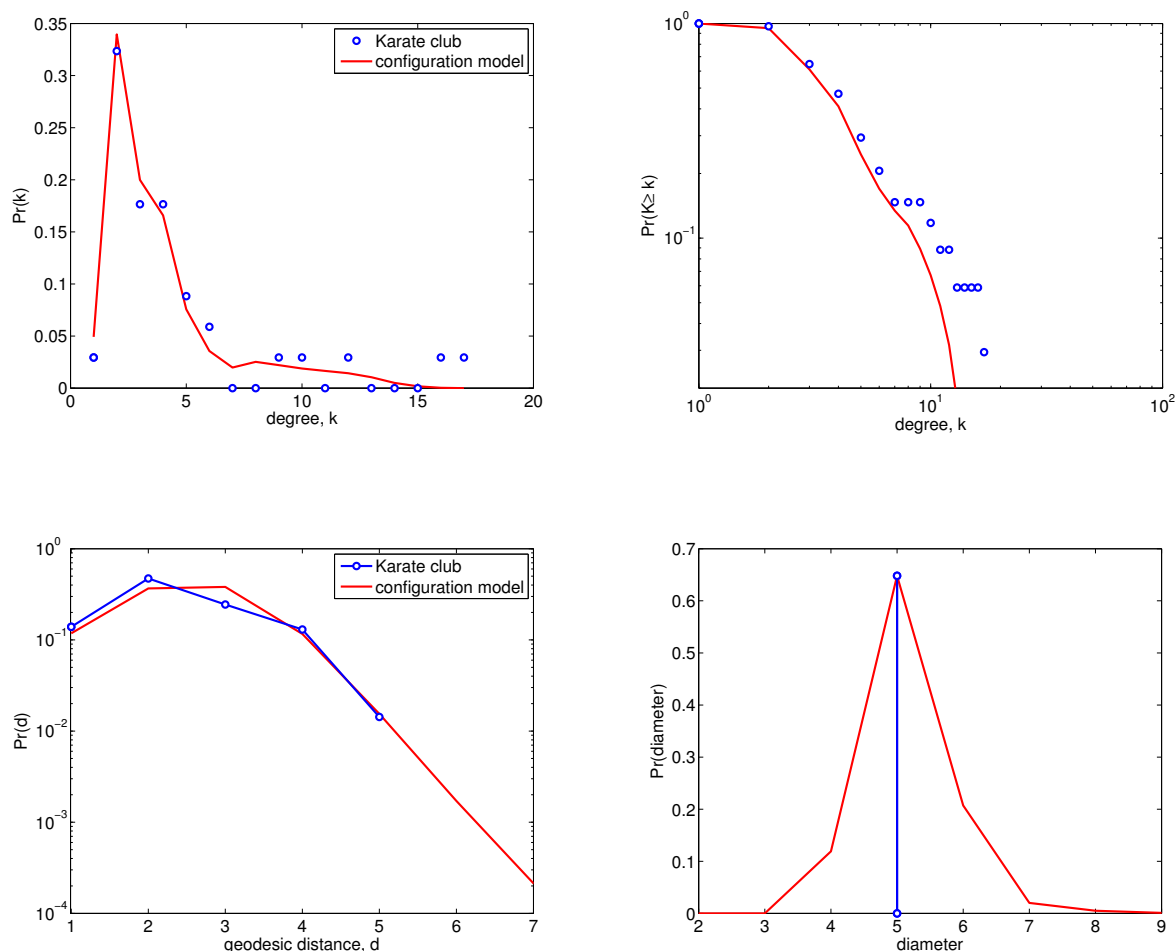 0.35
0.3
0.25
0.2
0.15
0.1
0.05
0
Pr(k)
Karate club
configuration model
0 5 10 15 20
degree, k
10^0
10^-1
Pr(K≥ k)
10^0 10^1 10^2
degree, k
10^0
10^-1
10^-2
10^-3
10^-4
Pr(d)
Karate club
configuration model
1 2 3 4 5 6 7
geodesic distance, d
0.7
0.6
0.5
0.4
0.3
0.2
0.1
0
Pr(diameter)
2 3 4 5 6 7 8 9
diameter